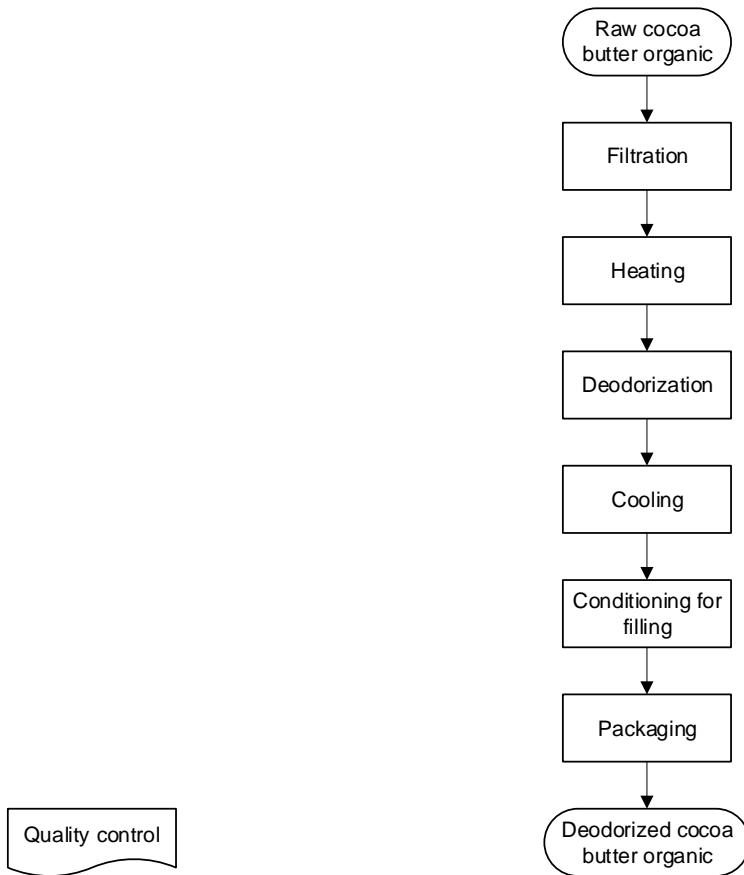 Raw cocoa
butter organic
Filtration
Heating
Deodorization
Cooling
Conditioning for
filling
Packaging
Quality control
Deodorized cocoa
butter organic